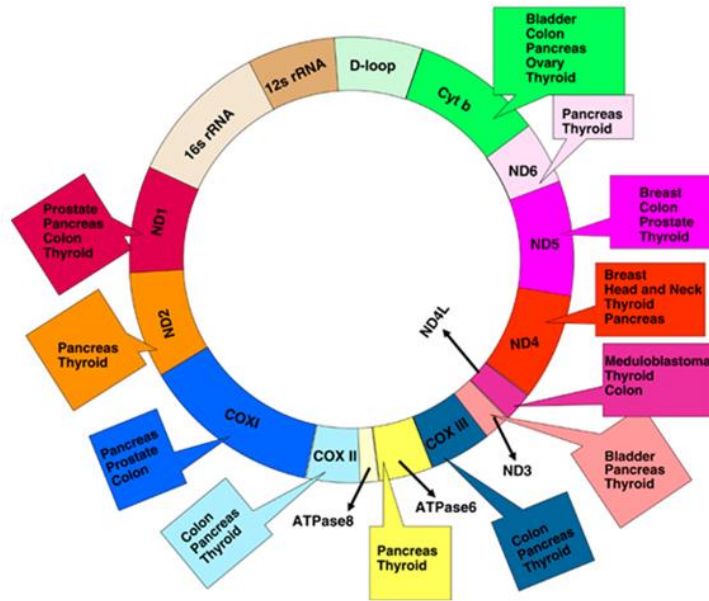 D-loop
Cyt b
Bladder
Colon
Pancreas
Ovary
Thyroid
ND6
Pancreas
Thyroid
ND5
Breast
Colon
Prostate
Thyroid
ND4
Breast
Head and Neck
Thyroid
Pancreas
ND4L
Meduloblastoma
Thyroid
Colon
ND3
Bladder
Pancreas
Thyroid
COX III
Colon
Pancreas
Thyroid
ATPase6
Pancreas
Thyroid
ATPase8
COX II
Colon
Pancreas
Thyroid
COXI
Pancreas
Prostate
Colon
ND2
Pancreas
Thyroid
ND1
Prostate
Pancreas
Colon
Thyroid
16s rRNA
12s rRNA